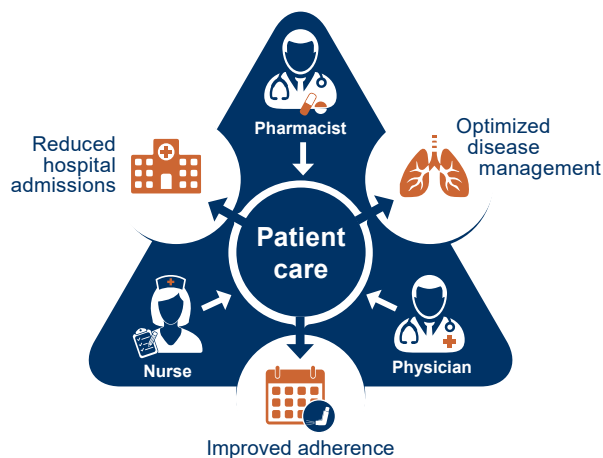 Pharmacist
Reduced
hospital
admissions
Optimized
disease
management
Patient
care
Nurse
Physician
Improved adherence